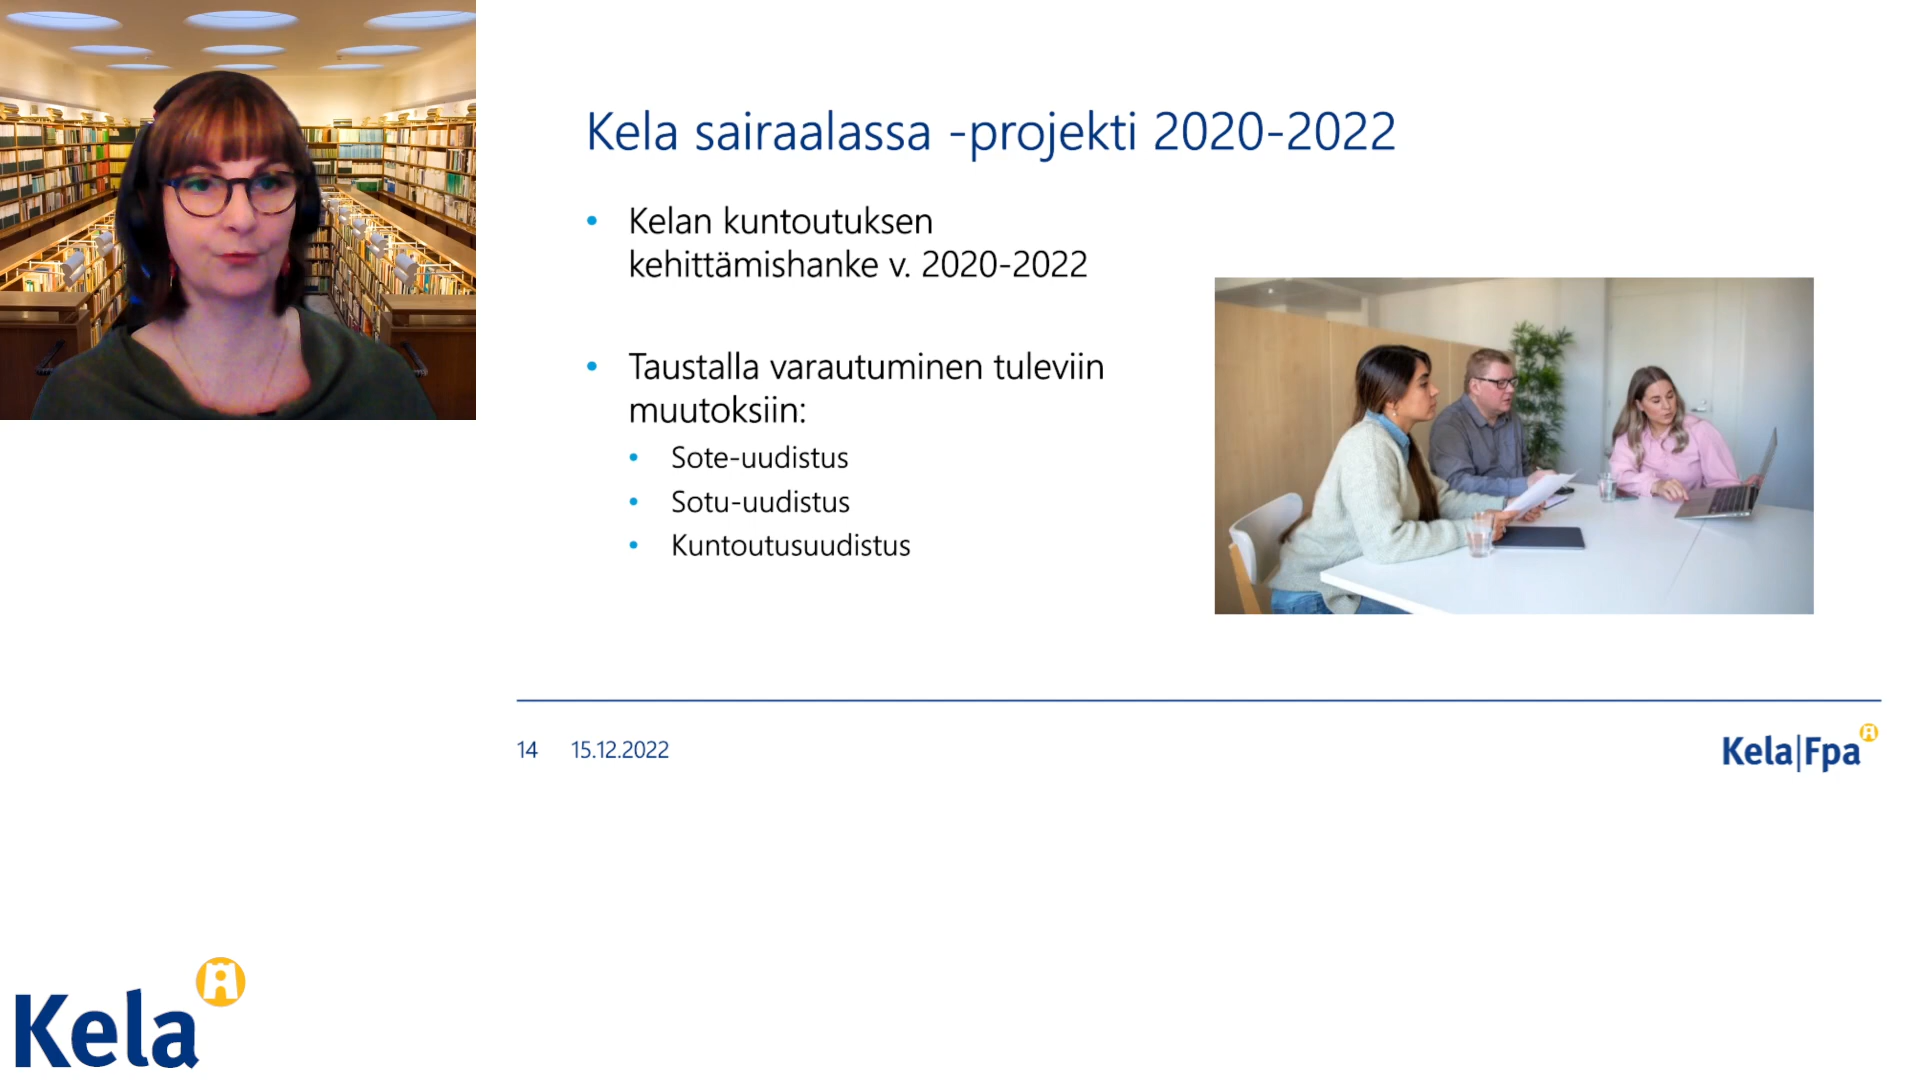 Kela sairaalassa -projekti 2020-2022
• Kelan kuntoutuksen
kehittämishanke v. 2020-2022
• Taustalla varautuminen tuleviin
muutoksiin:
• Sote-uudistus
• Sotu-uudistus
• Kuntoutusuudistus
14 15.12.2022
Kela|Fpa
Kela